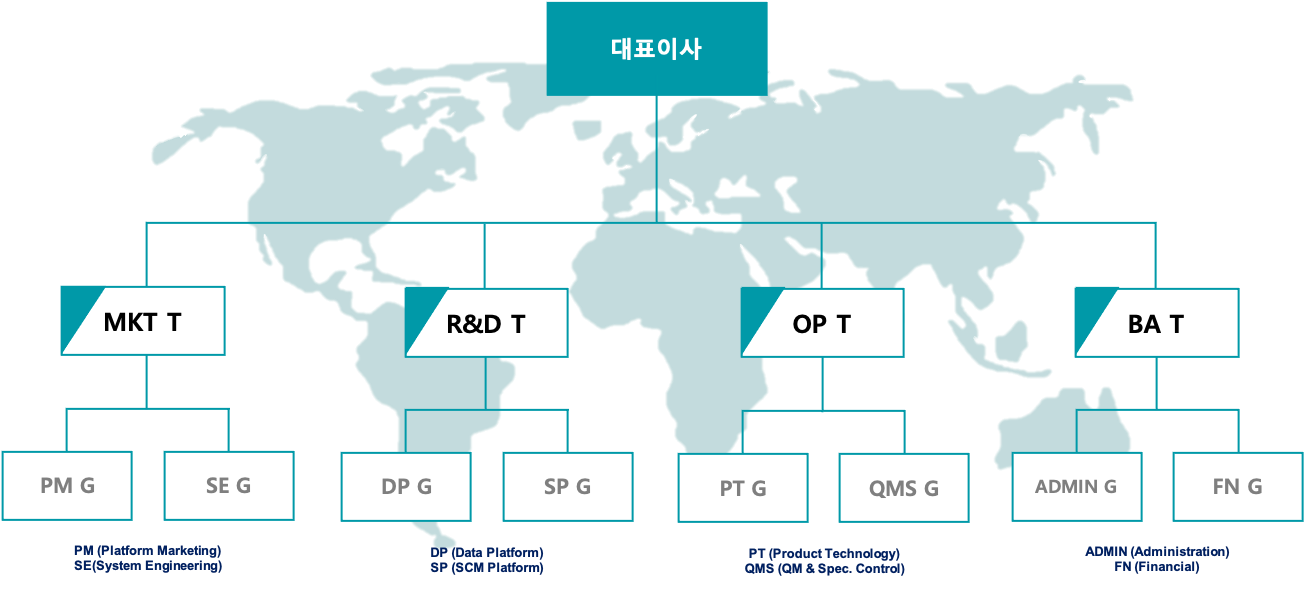 대표이사
MKT T
R&D T
OP T
BA T
PM G
SE G
DP G
SP G
PT G
QMS G
ADMIN G
FN G
PM (Platform Marketing)
SE(System Engineering)
DP (Data Platform)
SP (SCM Platform)
PT (Product Technology)
QMS (QM & Spec. Control)
ADMIN (Administration)
FN (Financial)